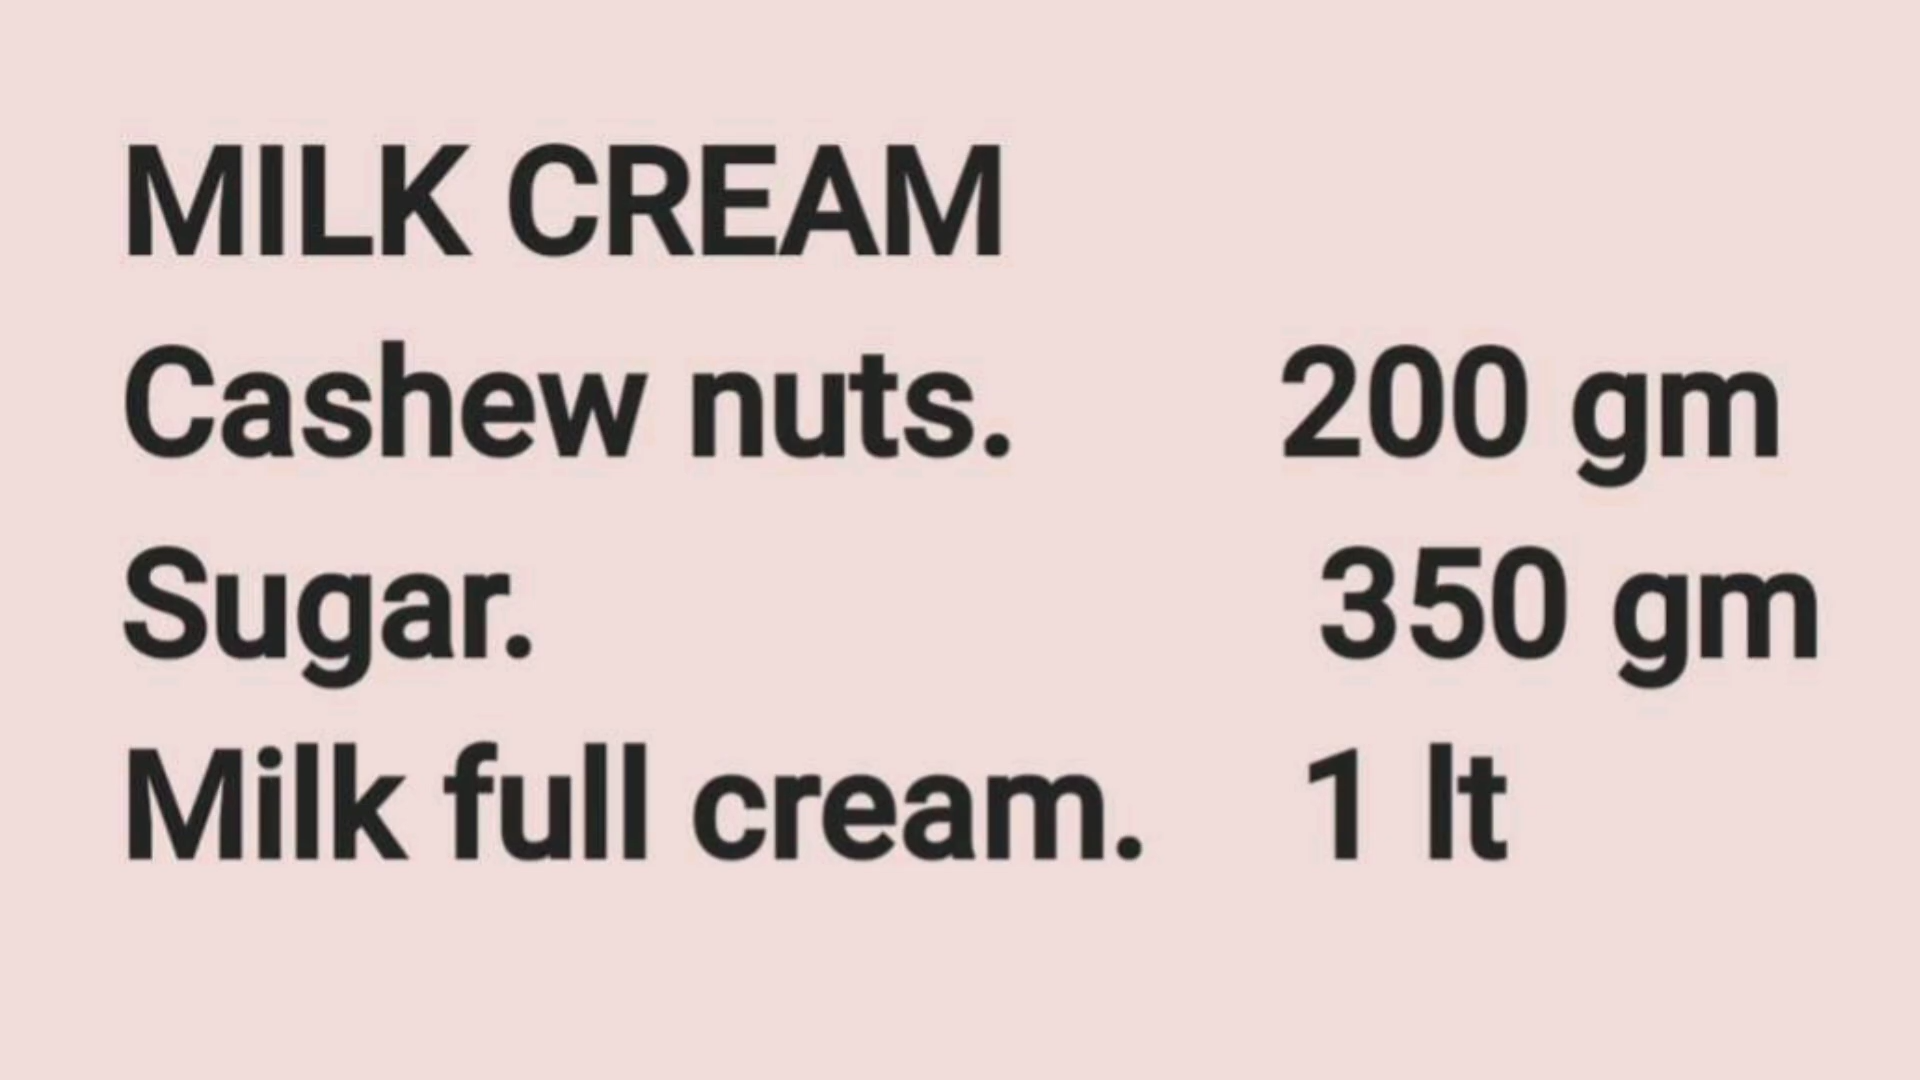 MILK CREAM
Cashew nuts. 200 gm
Sugar. 350 gm
Milk full cream. 1 lt